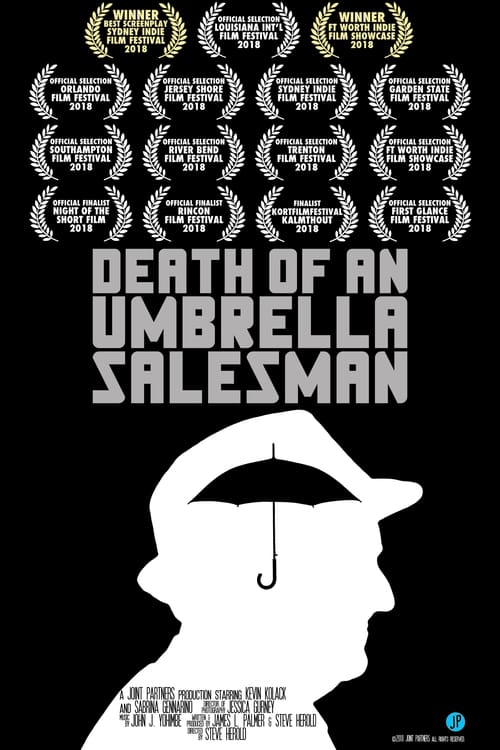 WINNER
BEST SCREENPLAY
SYDNEY INDIE
FILM FESTIVAL
2018
OFFICIAL SELECTION
LOUISIANA INT'L
FILM FESTIVAL
2018
WINNER
FT WORTH INDIE
FILM SHOWCASE
2018
OFFICIAL SELECTION
ORLANDO
FILM FESTIVAL
2018
OFFICIAL SELECTION
JERSEY SHORE
FILM FESTIVAL
2018
OFFICIAL SELECTION
SYDNEY INDIE
FILM FESTIVAL
2018
OFFICIAL SELECTION
GARDEN STATE
FILM FESTIVAL
2018
OFFICIAL SELECTION
SOUTHAMPTON
FILM FESTIVAL
2018
OFFICIAL SELECTION
RIVER BEND
FILM FESTIVAL
2018
OFFICIAL SELECTION
TRENTON
FILM FESTIVAL
2018
OFFICIAL SELECTION
FT WORTH INDIE
FILM SHOWCASE
2018
OFFICIAL FINALIST
NIGHT OF THE
SHORT FILM
2018
OFFICIAL FINALIST
RINCON
FILM FESTIVAL
2018
FINALIST
KORTFILMFESTIVAL
KALMTHOUT
2018
OFFICIAL SELECTION
FIRST GLANCE
FILM FESTIVAL
2018
DEATH OF AN
UMBRELLA
SALESMAN
A JOINT PARTNERS PRODUCTION STARRING KEVIN KOLACK
AND SABRINA GENNARINO DIRECTOR OF PHOTOGRAPHY JESSICA GURNEY
MUSIC BY JOHN J. YOHIMBE WRITTEN & PRODUCED BY JAMES L. PALMER & STEVE HEROLD
DIRECTED BY STEVE HEROLD
JP
JOINT PARTNERS ALL RIGHTS RESERVED.